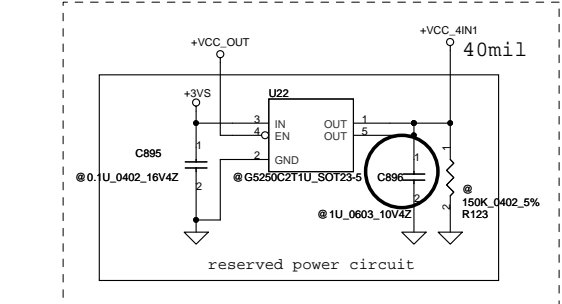 +VCC_4IN1
+VCC_OUT
40mil
+3VS
U22
3
IN
OUT
1
4
EN
OUT
5
2
GND
C895
1
@0.1U_0402_16V4Z
2
@G5250C2T1U_SOT23-5
C896
1
2
@1U_0603_10V4Z
1
@
150K_0402_5%
2
R123
reserved power circuit